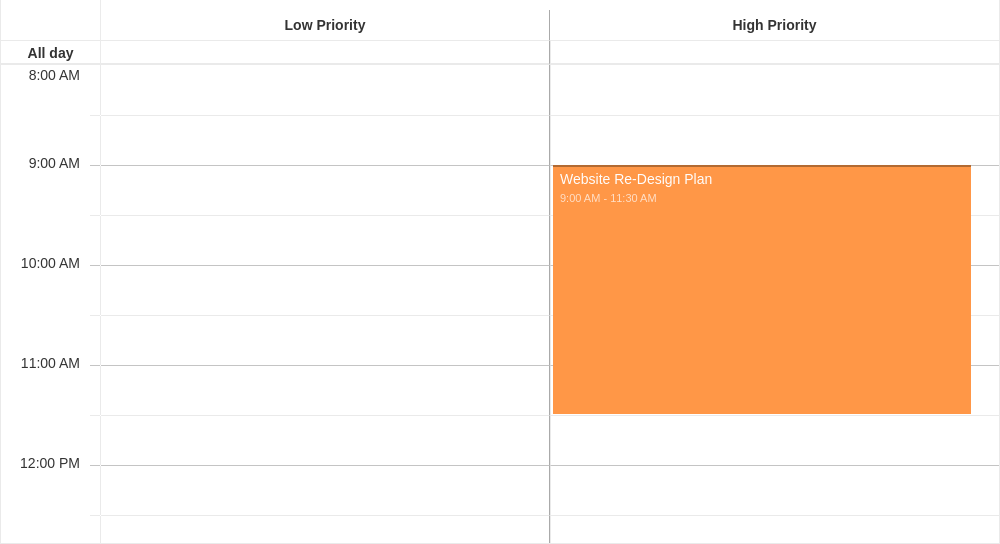 Low Priority
High Priority
All day
8:00 AM
9:00 AM
Website Re-Design Plan
9:00 AM - 11:30 AM
10:00 AM
11:00 AM
12:00 PM